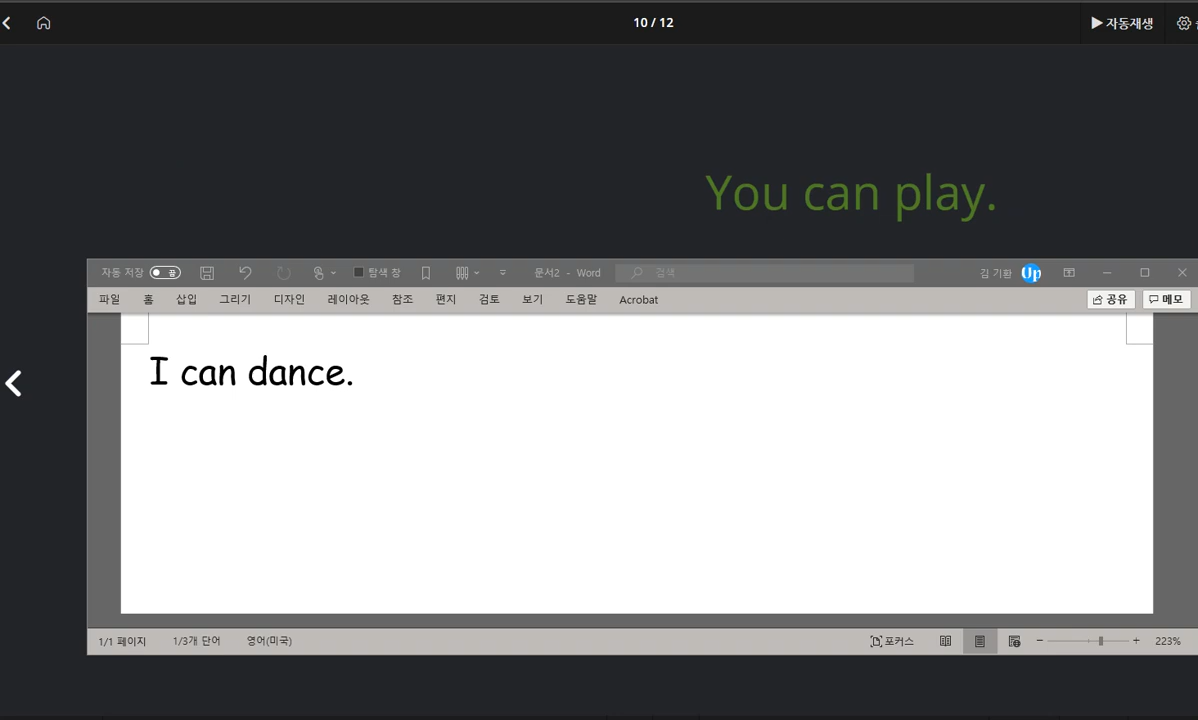 10 / 12
▶ 자동재생
You can play.
자동 저장 끔 탐색 창 문서2 - Word 검색 김 기환 Up
파일 홈 삽입 그리기 디자인 레이아웃 참조 편지 검토 보기 도움말 Acrobat 공유 메모
I can dance.
1/1 페이지 1/3개 단어 영어(미국) 포커스 223%